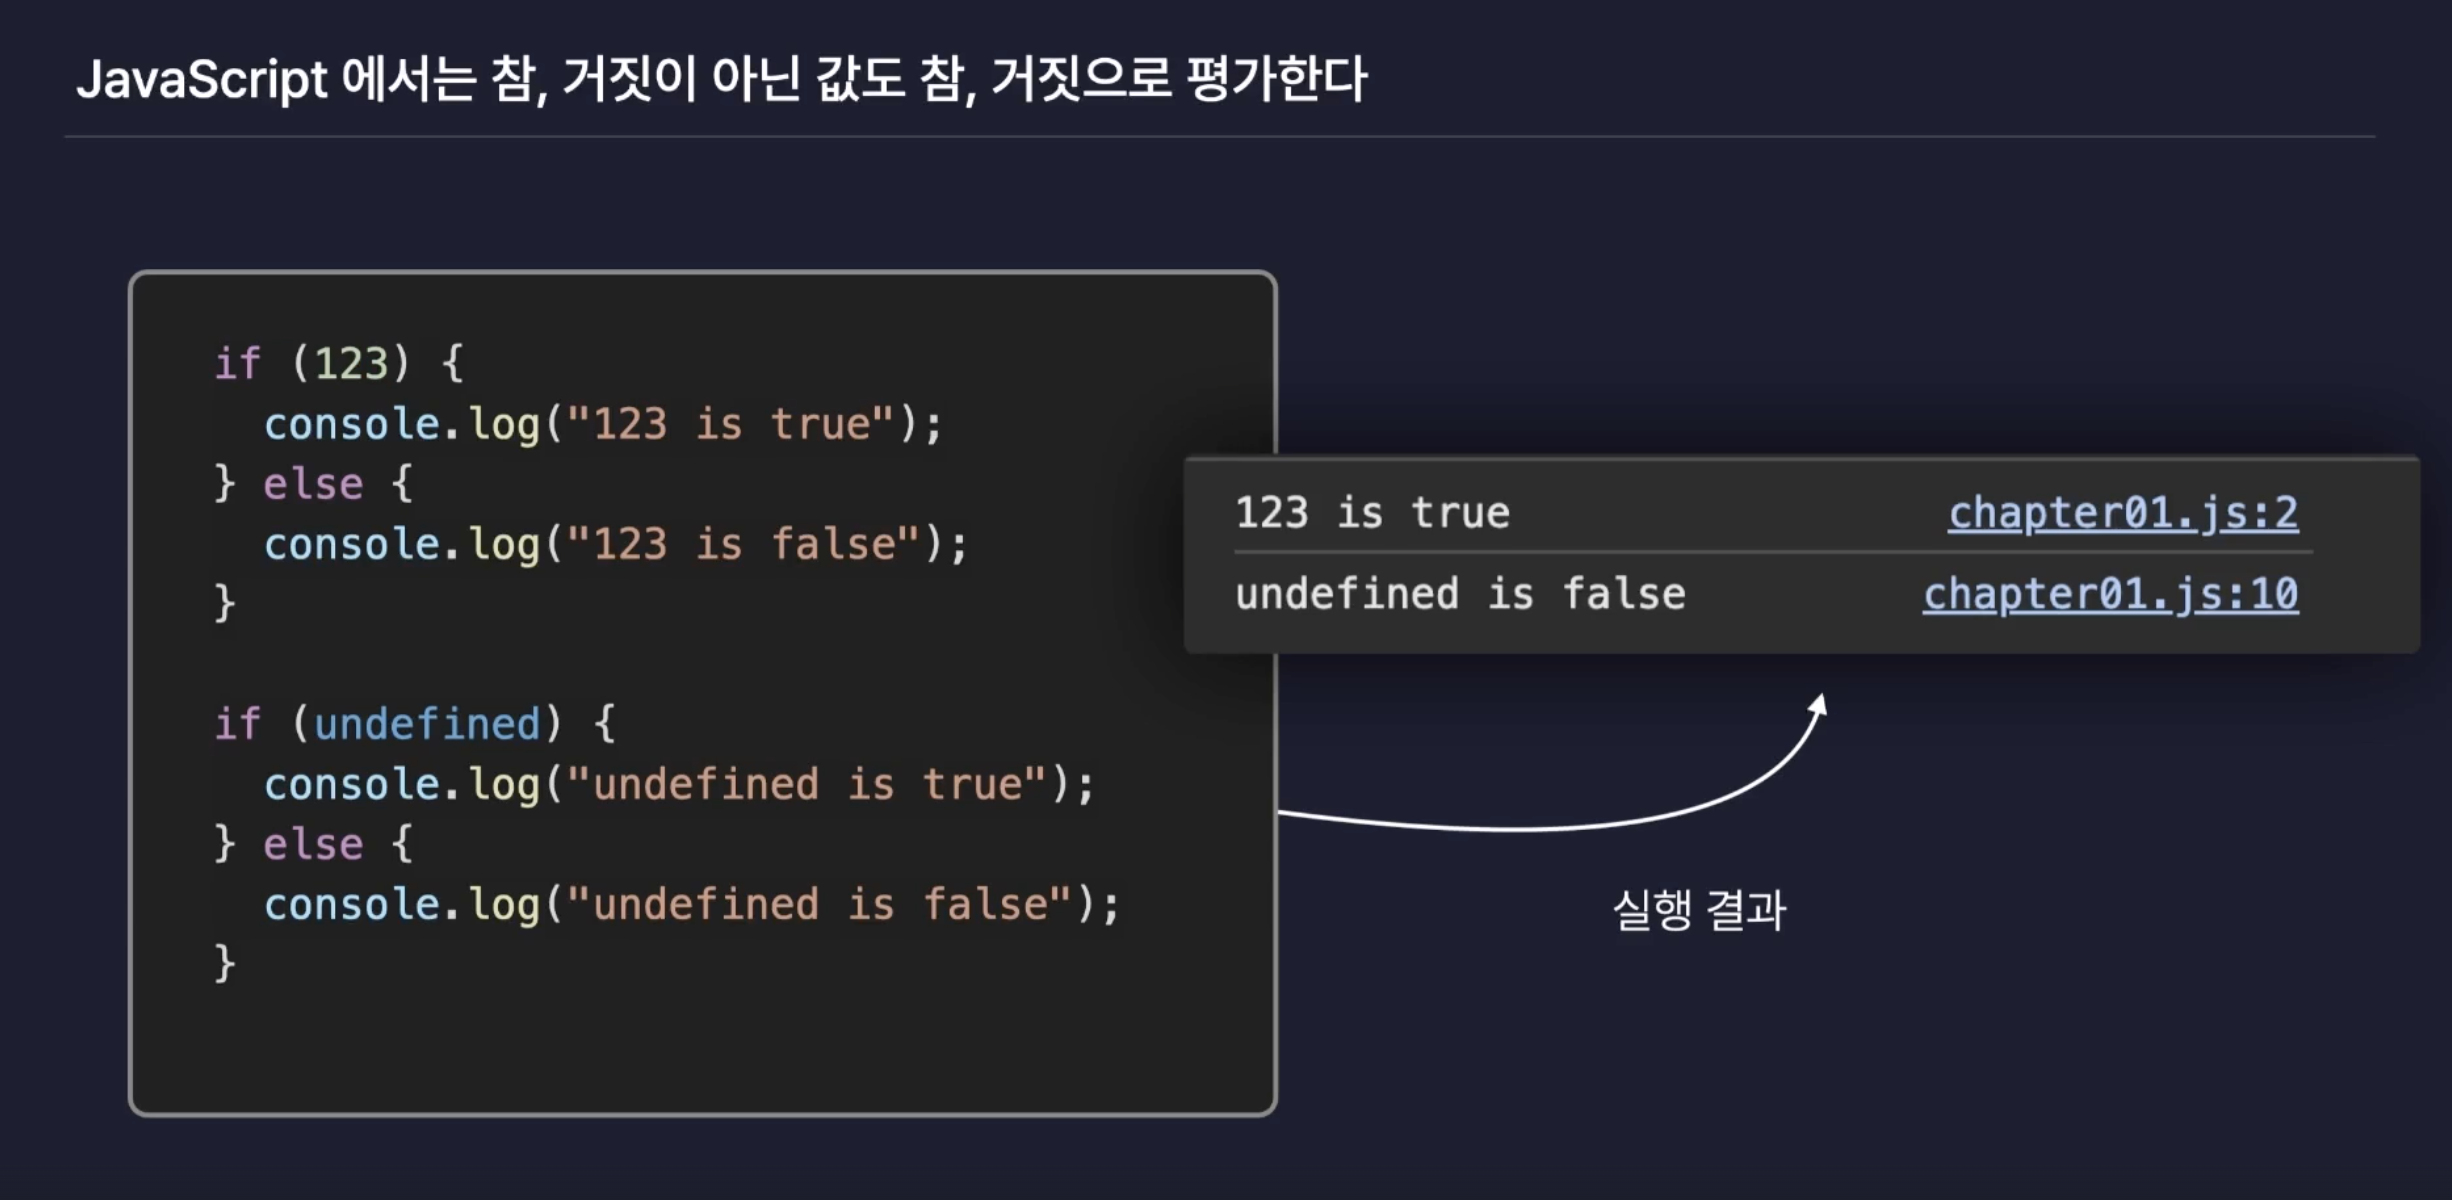 JavaScript 에서는 참, 거짓이 아닌 값도 참, 거짓으로 평가한다
if (123) {
  console.log("123 is true");
} else {
  console.log("123 is false");
}
if (undefined) {
  console.log("undefined is true");
} else {
  console.log("undefined is false");
}
123 is true chapter01.js:2
undefined is false chapter01.js:10
실행 결과